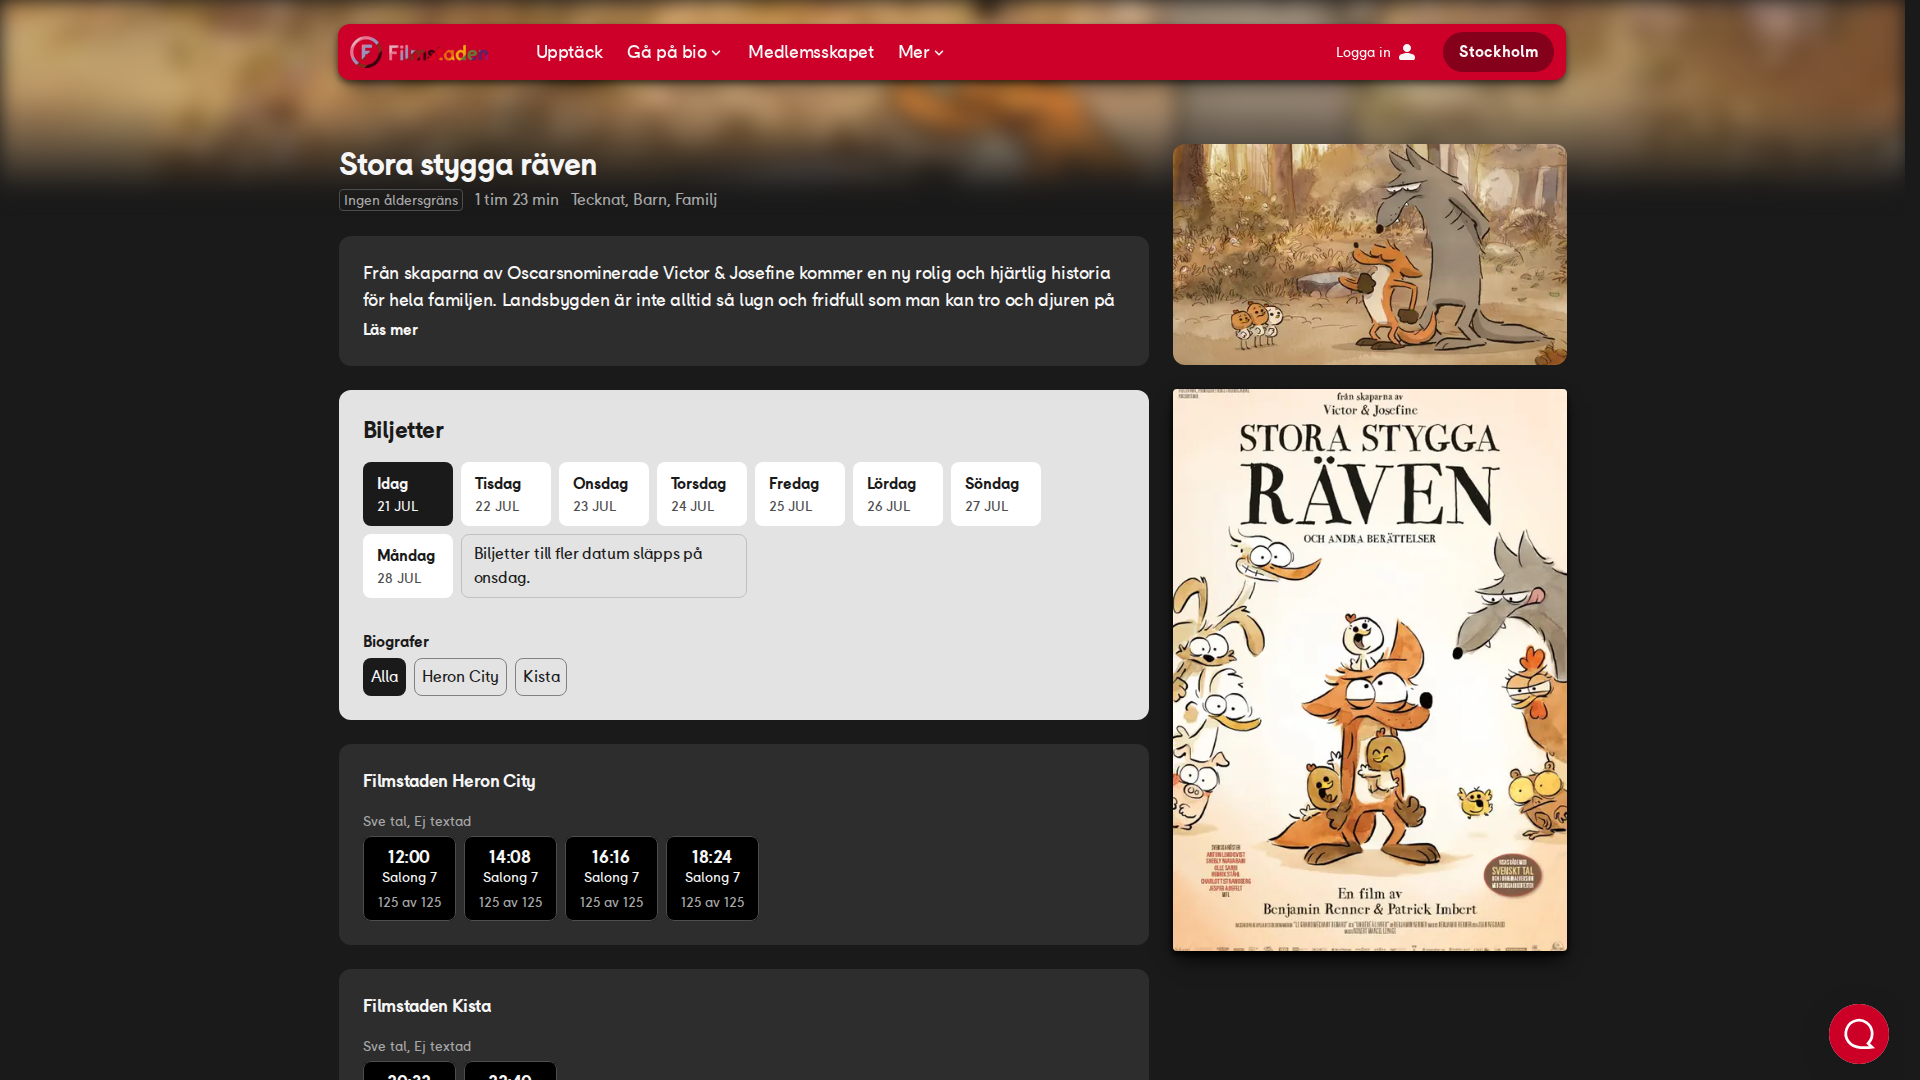 Filmstaden
Upptäck
Gå på bio
Medlemsskapet
Mer
Logga in
Stockholm
Stora stygga räven
Ingen åldersgräns
1 tim 23 min
Tecknat, Barn, Familj
Från skaparna av Oscarsnominerade Victor & Josefine kommer en ny rolig och hjärtlig historia
för hela familjen. Landsbygden är inte alltid så lugn och fridfull som man kan tro och djuren på
Läs mer
Biljetter
Idag
21 JUL
Tisdag
22 JUL
Onsdag
23 JUL
Torsdag
24 JUL
Fredag
25 JUL
Lördag
26 JUL
Söndag
27 JUL
Måndag
28 JUL
Biljetter till fler datum släpps på
onsdag.
Biografer
Alla
Heron City
Kista
Filmstaden Heron City
Sve tal, Ej textad
12:00
Salong 7
125 av 125
14:08
Salong 7
125 av 125
16:16
Salong 7
125 av 125
18:24
Salong 7
125 av 125
Filmstaden Kista
Sve tal, Ej textad
från skaparna av
Victor & Josefine
STORA STYGGA
RÄVEN
OCH ANDRA BERÄTTELSER
SVENSKT TAL
En film av
Benjamin Renner & Patrick Imbert